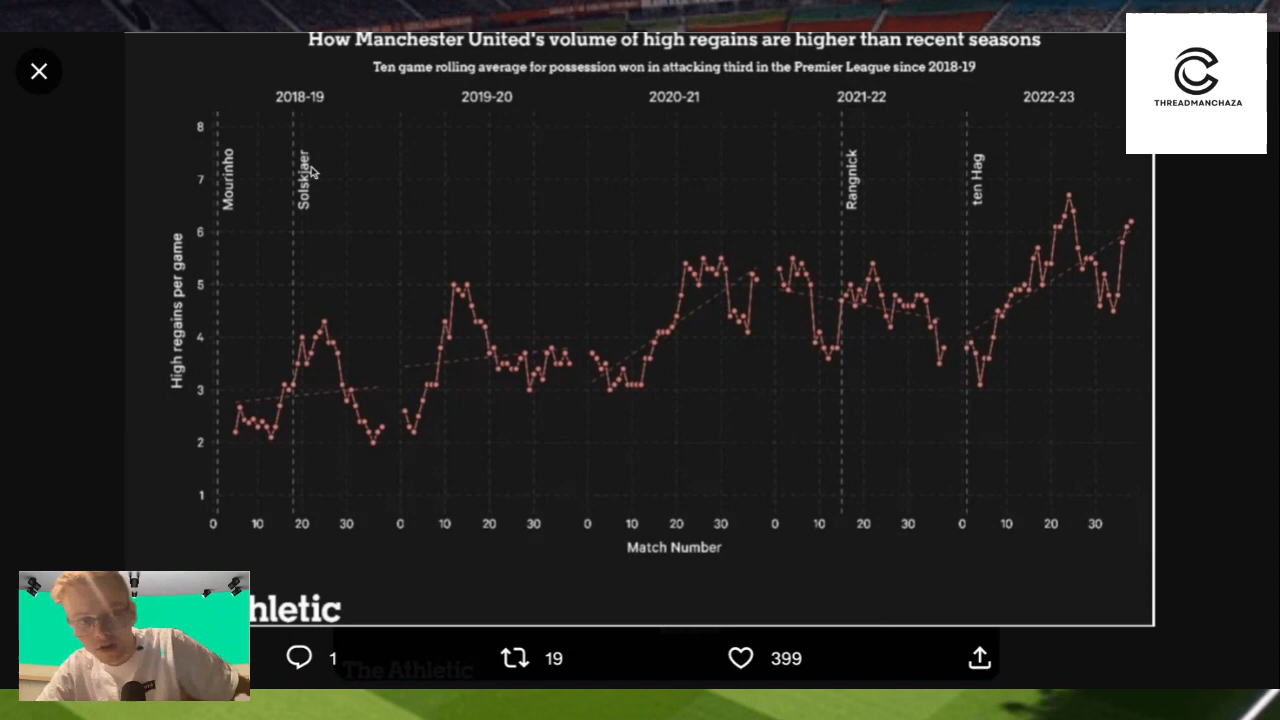 How Manchester United's volume of high regains are higher than recent seasons
Ten game rolling average for possession won in attacking third in the Premier League since 2018-19
2018-19 2019-20 2020-21 2021-22 2022-23
THREADMANCHAZA
8
7
6
5
4
3
2
1
High regains per game
Mourinho
Solskjaer
Rangnick
ten Hag
0 10 20 30 0 10 20 30 0 10 20 30 0 10 20 30 0 10 20 30
Match Number
hletic
1 19 399
The Athletic